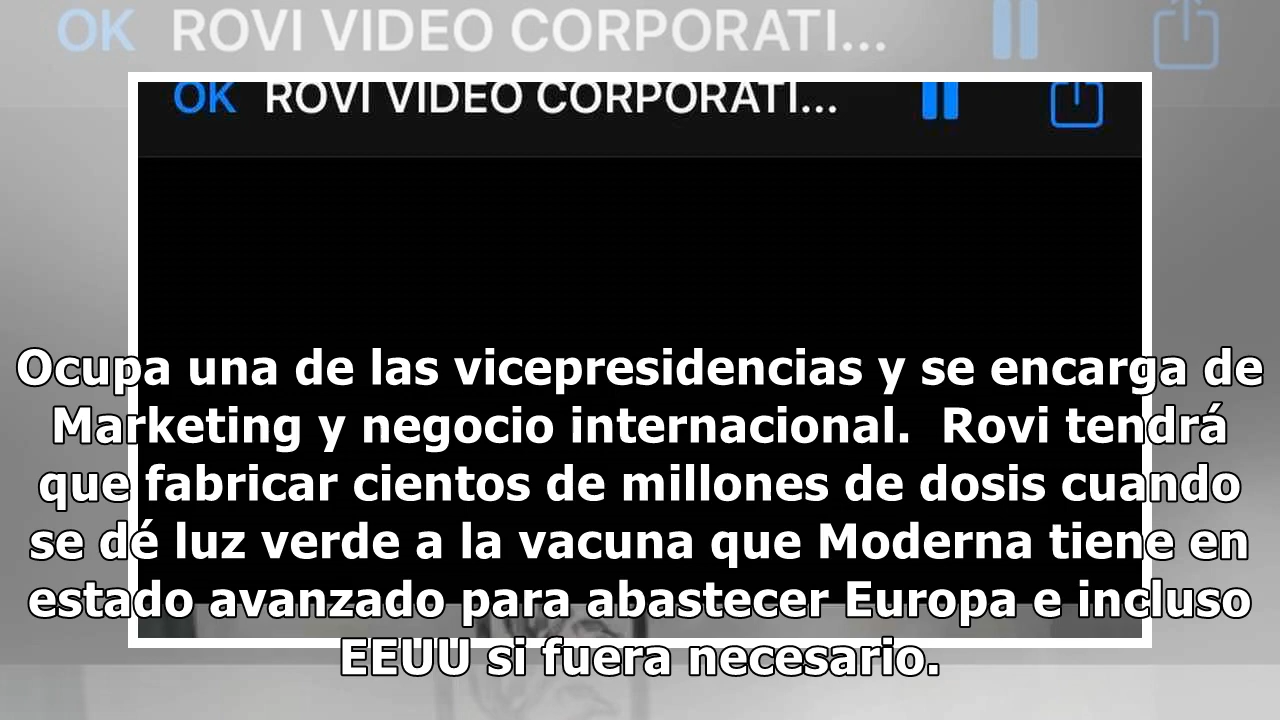 OK ROVI VIDEO CORPORATI...
OK ROVI VIDEO CORPORATI...
Ocupa una de las vicepresidencias y se encarga de
Marketing y negocio internacional.  Rovi tendrá
que fabricar cientos de millones de dosis cuando
se dé luz verde a la vacuna que Moderna tiene en
estado avanzado para abastecer Europa e incluso
EEUU si fuera necesario.